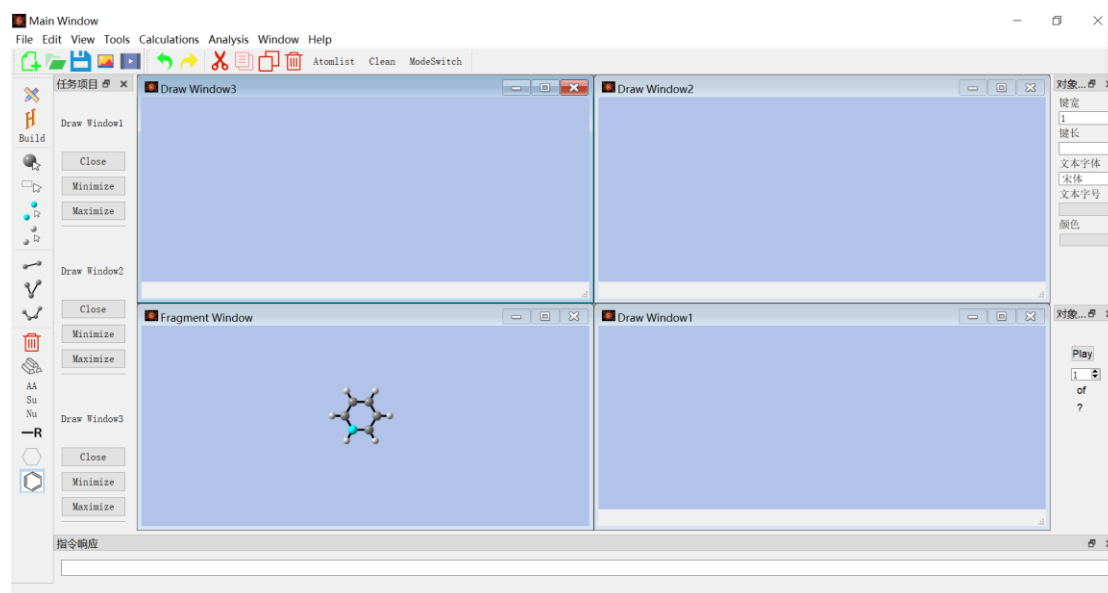 Main Window
File Edit View Tools Calculations Analysis Window Help
Atomlist Clean ModeSwitch
Build
AA
Su
Nu
R
任务项目
Draw Window1
Close
Minimize
Maximize
Draw Window2
Close
Minimize
Maximize
Draw Window3
Close
Minimize
Maximize
Draw Window3
Draw Window2
Fragment Window
Draw Window1
对象...
键宽
1
键长
文本字体
宋体
文本字号
颜色
对象...
Play
1
of
?
指令响应